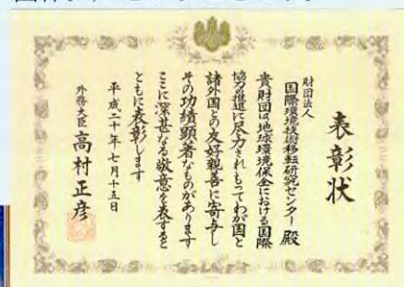 表彰状
財団法人
国際環境技術移転研究センター 殿
貴財団は地球環境保全における国際
協力の推進に尽力されもってわが国と
諸外国との友好親善に寄与し
その功績顕著なものがあります
ここに深甚なる敬意を表すると
ともに表彰します
平成二十年七月十五日
外務大臣 高村正彦